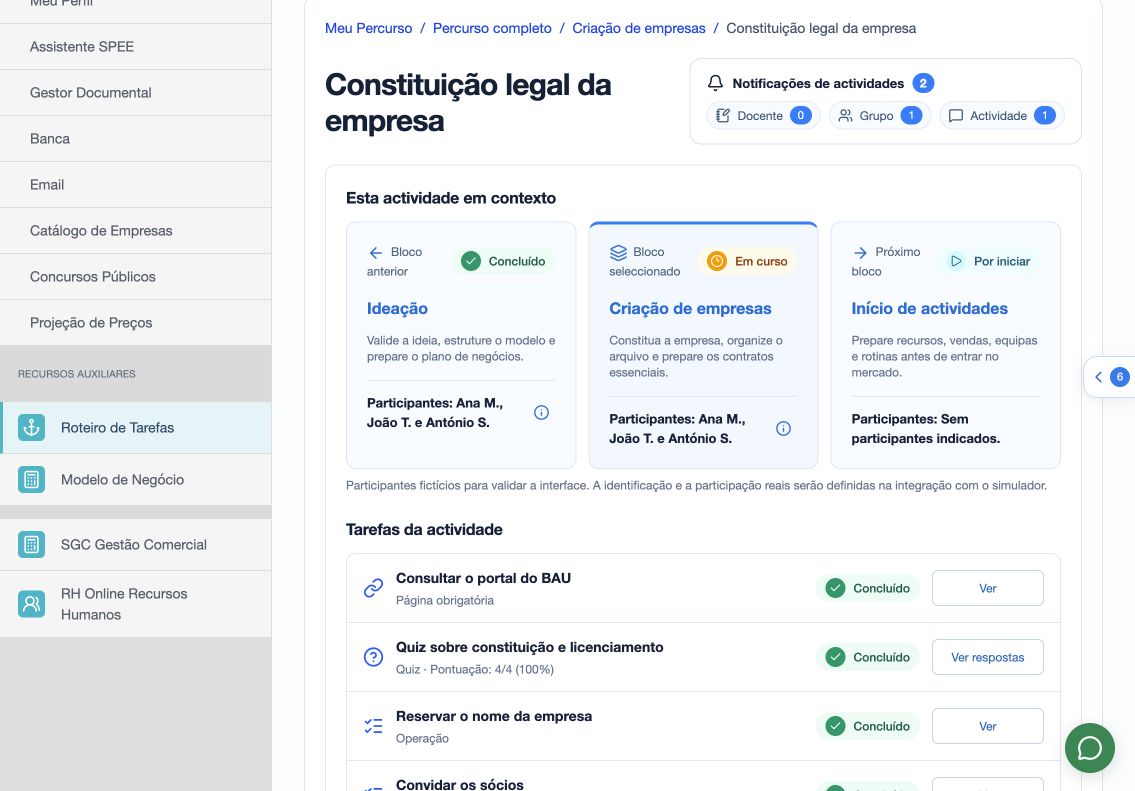 Meu Perfil
Assistente SPEE
Gestor Documental
Banca
Email
Catálogo de Empresas
Concursos Públicos
Projeção de Preços
RECURSOS AUXILIARES
Roteiro de Tarefas
Modelo de Negócio
SGC Gestão Comercial
RH Online Recursos
Humanos
Meu Percurso / Percurso completo / Criação de empresas / Constituição legal da empresa
Constituição legal da
empresa
Notificações de actividades 2
Docente 0 Grupo 1 Actividade 1
Esta actividade em contexto
Bloco
anterior
Concluído
Ideação
Valide a ideia, estruture o modelo e
prepare o plano de negócios.
Participantes: Ana M.,
João T. e António S.
Bloco
seleccionado
Em curso
Criação de empresas
Constitua a empresa, organize o
arquivo e prepare os contratos
essenciais.
Participantes: Ana M.,
João T. e António S.
Próximo
bloco
Por iniciar
Início de actividades
Prepare recursos, vendas, equipas
e rotinas antes de entrar no
mercado.
Participantes: Sem
participantes indicados.
6
Participantes fictícios para validar a interface. A identificação e a participação reais serão definidas na integração com o simulador.
Tarefas da actividade
Consultar o portal do BAU
Página obrigatória
Concluído
Ver
Quiz sobre constituição e licenciamento
Quiz · Pontuação: 4/4 (100%)
Concluído
Ver respostas
Reservar o nome da empresa
Operação
Concluído
Ver
Convidar os sócios